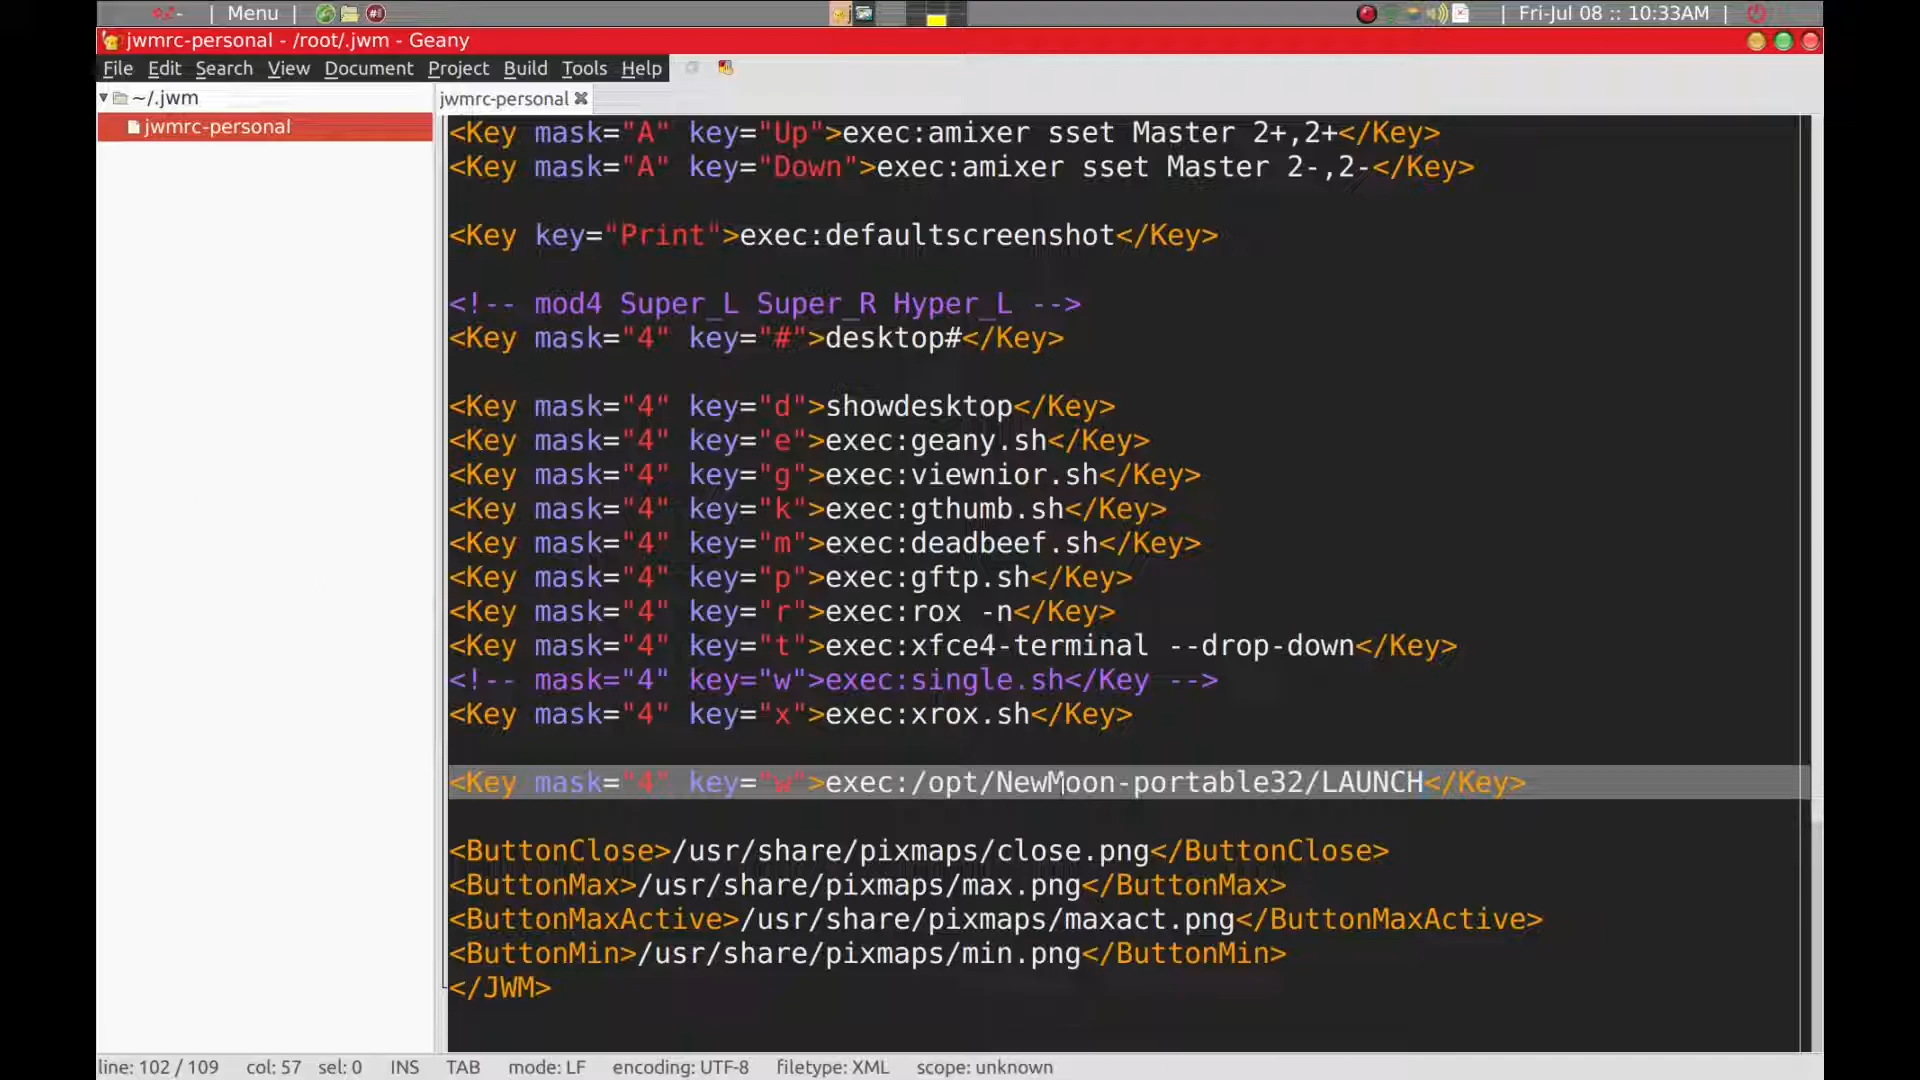 | Menu |
| Fri-Jul 08 :: 10:33AM |
jwmrc-personal - /root/.jwm - Geany
File Edit Search View Document Project Build Tools Help
~/.jwm
jwmrc-personal
jwmrc-personal
<Key mask="A" key="Up">exec:amixer sset Master 2+,2+</Key>
<Key mask="A" key="Down">exec:amixer sset Master 2-,2-</Key>
<Key key="Print">exec:defaultscreenshot</Key>
<!-- mod4 Super_L Super_R Hyper_L -->
<Key mask="4" key="#">desktop#</Key>
<Key mask="4" key="d">showdesktop</Key>
<Key mask="4" key="e">exec:geany.sh</Key>
<Key mask="4" key="g">exec:viewnior.sh</Key>
<Key mask="4" key="k">exec:gthumb.sh</Key>
<Key mask="4" key="m">exec:deadbeef.sh</Key>
<Key mask="4" key="p">exec:gftp.sh</Key>
<Key mask="4" key="r">exec:rox -n</Key>
<Key mask="4" key="t">exec:xfce4-terminal --drop-down</Key>
<!-- mask="4" key="w">exec:single.sh</Key -->
<Key mask="4" key="x">exec:xrox.sh</Key>
<Key mask="4" key="w">exec:/opt/NewMoon-portable32/LAUNCH</Key>
<ButtonClose>/usr/share/pixmaps/close.png</ButtonClose>
<ButtonMax>/usr/share/pixmaps/max.png</ButtonMax>
<ButtonMaxActive>/usr/share/pixmaps/maxact.png</ButtonMaxActive>
<ButtonMin>/usr/share/pixmaps/min.png</ButtonMin>
</JWM>
line: 102 / 109 col: 57 sel: 0 INS TAB mode: LF encoding: UTF-8 filetype: XML scope: unknown